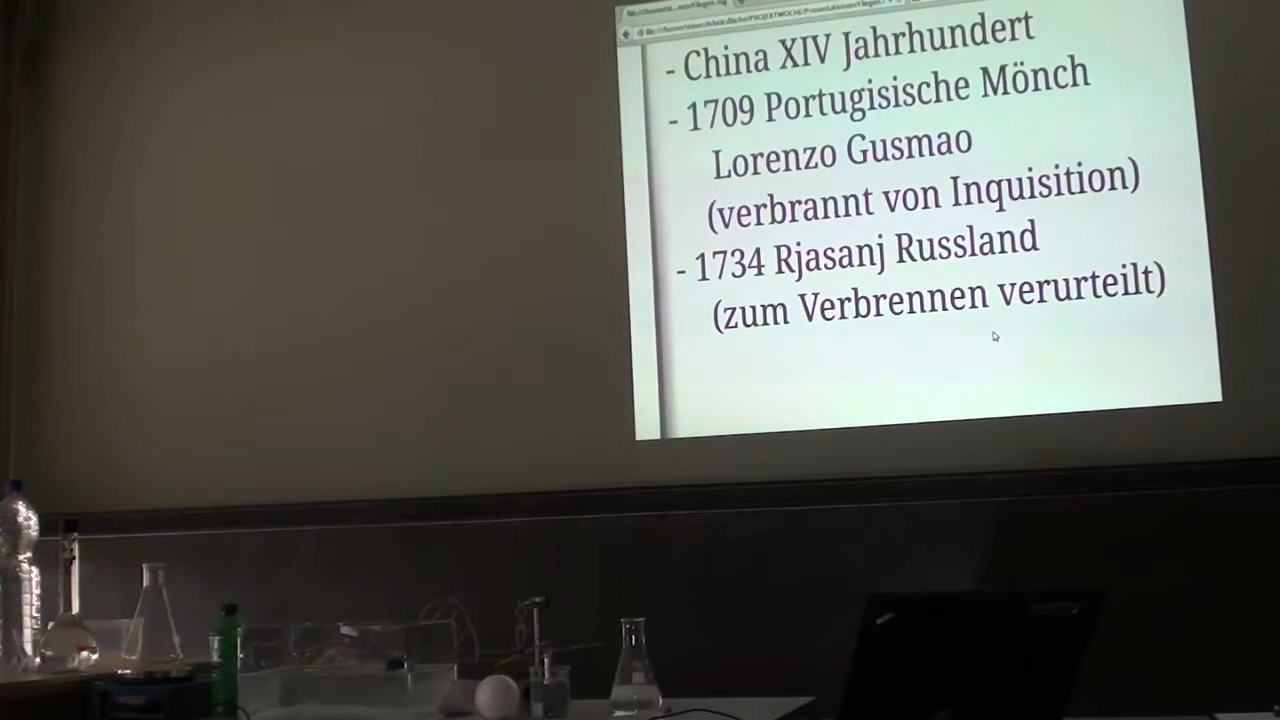 - China XIV Jahrhundert
- 1709 Portugisische Mönch
Lorenzo Gusmao
(verbrannt von Inquisition)
- 1734 Rjasanj Russland
(zum Verbrennen verurteilt)